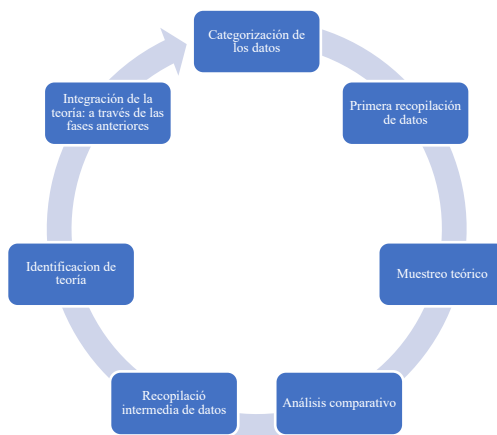 Categorización de
los datos
Primera recopilación
de datos
Muestreo teórico
Análisis comparativo
Recopilació
intermedia de datos
Identificacion de
teoría
Integración de la
teoría: a través de las
fases anteriores